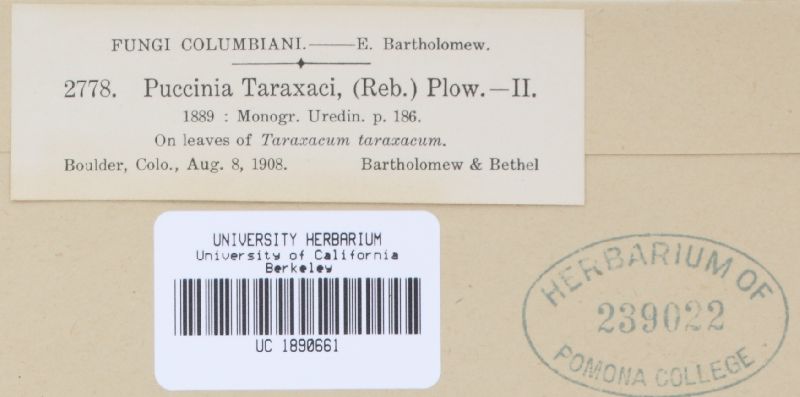 FUNGI COLUMBIANI.——E. Bartholomew.
2778. Puccinia Taraxaci, (Reb.) Plow.—II.
1889 : Monogr. Uredin. p. 186.
On leaves of Taraxacum taraxacum.
Boulder, Colo., Aug. 8, 1908. Bartholomew & Bethel
UNIVERSITY HERBARIUM
University of California
Berkeley
UC 1890661
HERBARIUM OF
239022
POMONA COLLEGE